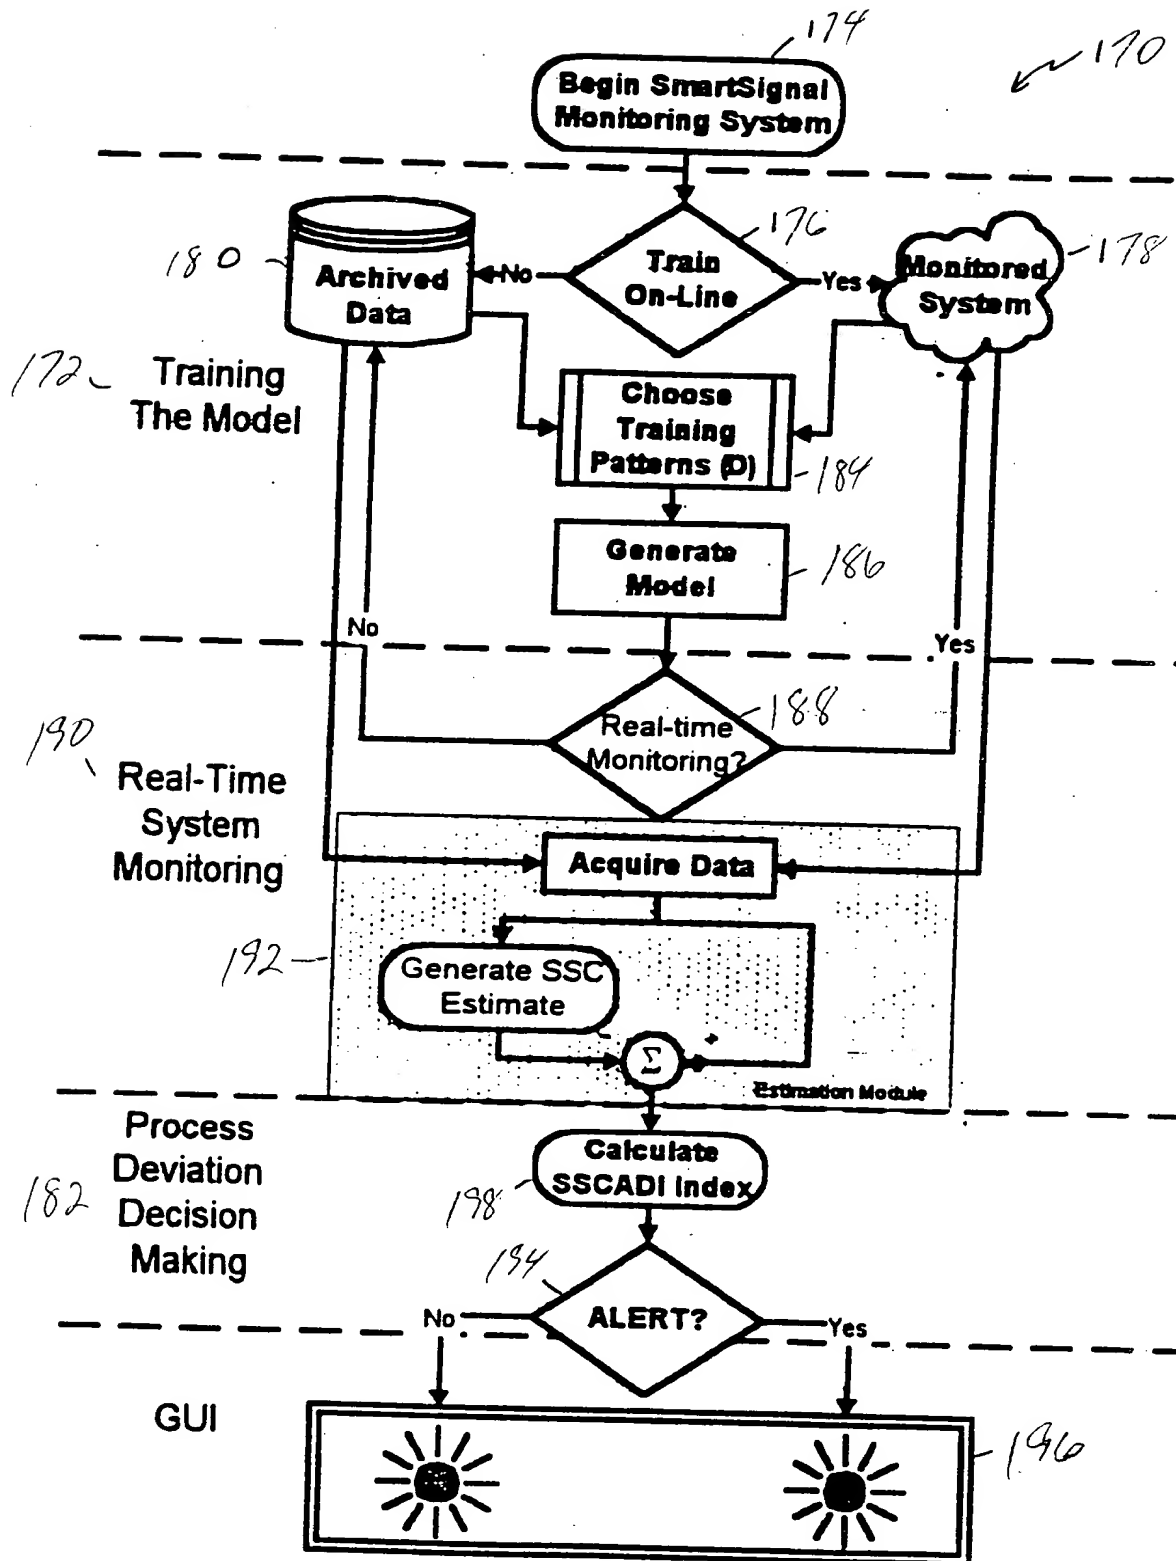 174
170
Begin SmartSignal
Monitoring System
176
178
180
Archived
Data
No
Train
On-Line
Yes
Monitored
System
172
Training
The Model
Choose
Training
Patterns (D)
184
Generate
Model
186
No
Yes
188
Real-time
Monitoring?
190
Real-Time
System
Monitoring
Acquire Data
192
Generate SSC
Estimate
-
+
Σ
Estimation Module
182
Process
Deviation
Decision
Making
Calculate
SSCADI Index
198
194
ALERT?
No
Yes
GUI
196